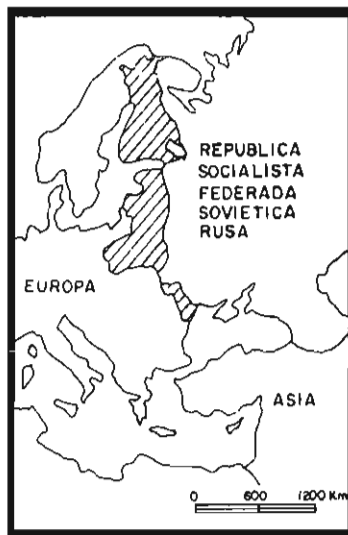 REPUBLICA
SOCIALISTA
FEDERADA
SOVIETICA
RUSA
EUROPA
ASIA
0 600 1200 Km